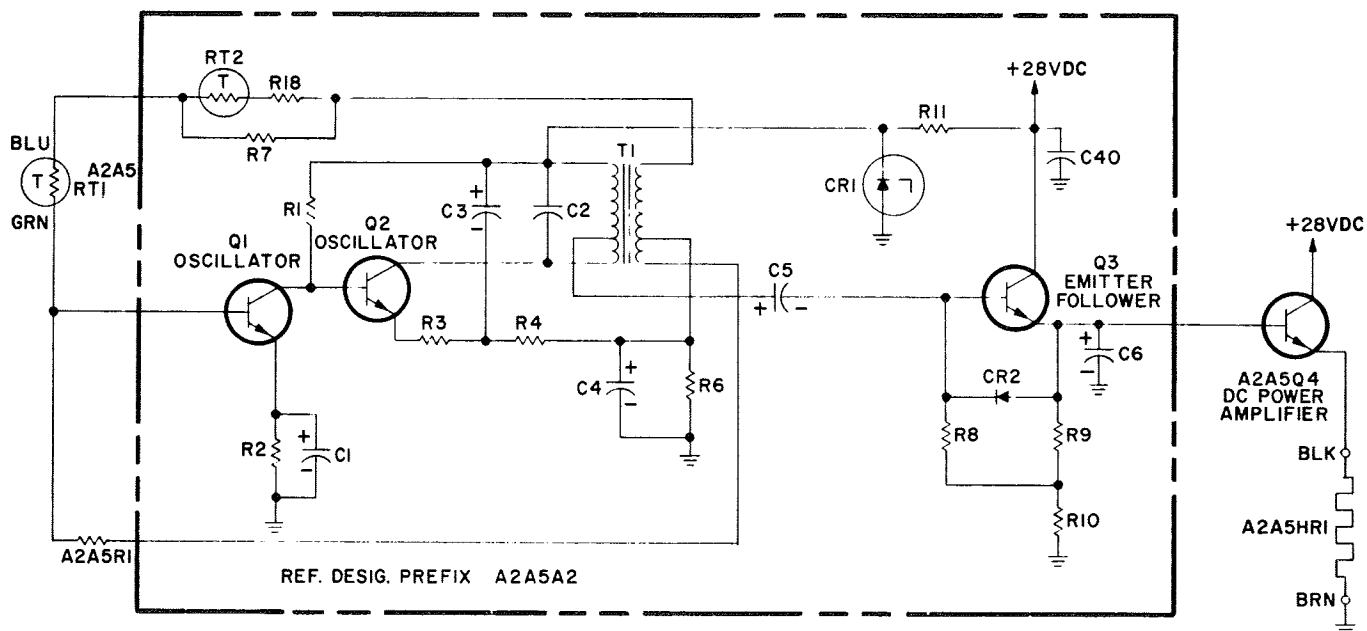 RT2
T
R18
R7
BLU
T
A2A5
RT1
GRN
R1
C3
+
-
C2
T1
R11
+28VDC
C40
CR1
Q1
OSCILLATOR
Q2
OSCILLATOR
R3
R4
C4
+
-
R6
C5
+
-
Q3
EMITTER
FOLLOWER
+
C6
-
CR2
R8
R9
R10
R2
+
C1
-
+28VDC
A2A5Q4
DC POWER
AMPLIFIER
BLK
A2A5HR1
BRN
A2A5R1
REF. DESIG. PREFIX A2A5A2